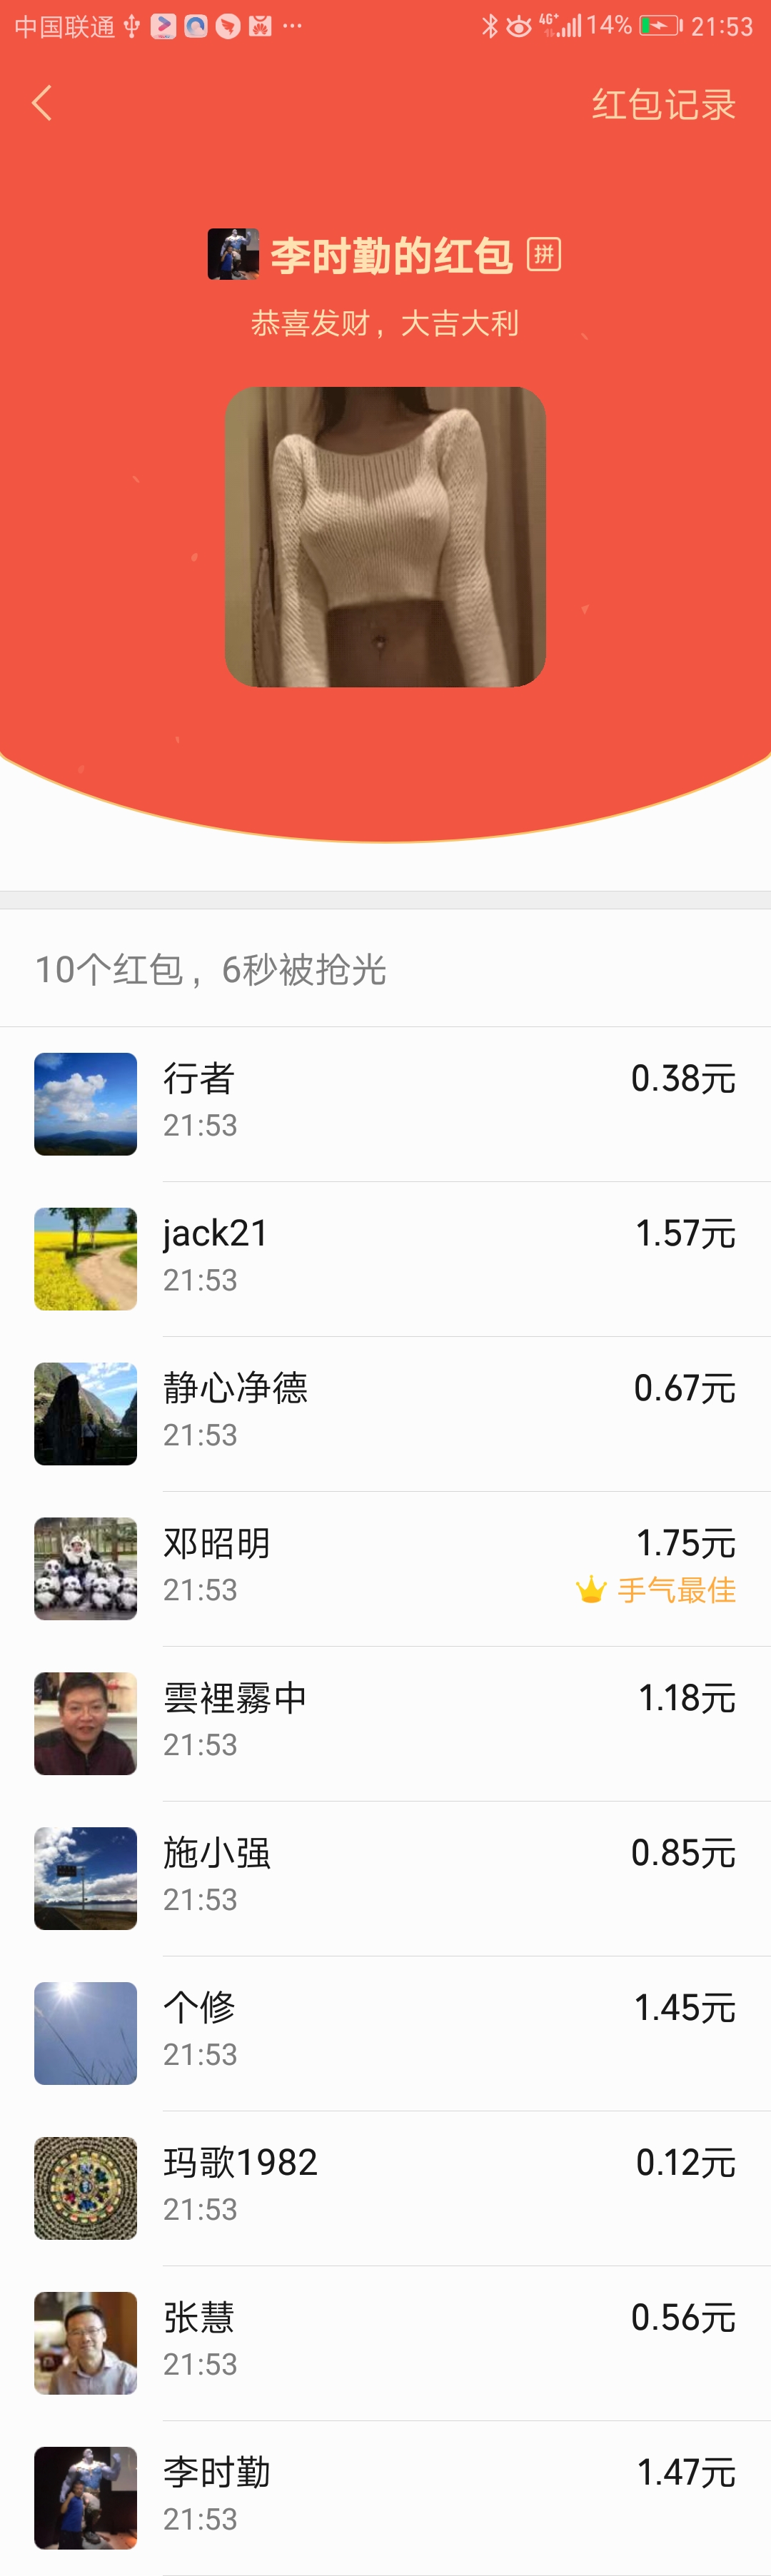 中国联通 ... 4G+ 14% 21:53
红包记录
李时勤的红包 拼
恭喜发财，大吉大利
10个红包，6秒被抢光
行者 0.38元
21:53
jack21 1.57元
21:53
静心净德 0.67元
21:53
邓昭明 1.75元
21:53 手气最佳
雲裡霧中 1.18元
21:53
施小强 0.85元
21:53
个修 1.45元
21:53
玛歌1982 0.12元
21:53
张慧 0.56元
21:53
李时勤 1.47元
21:53